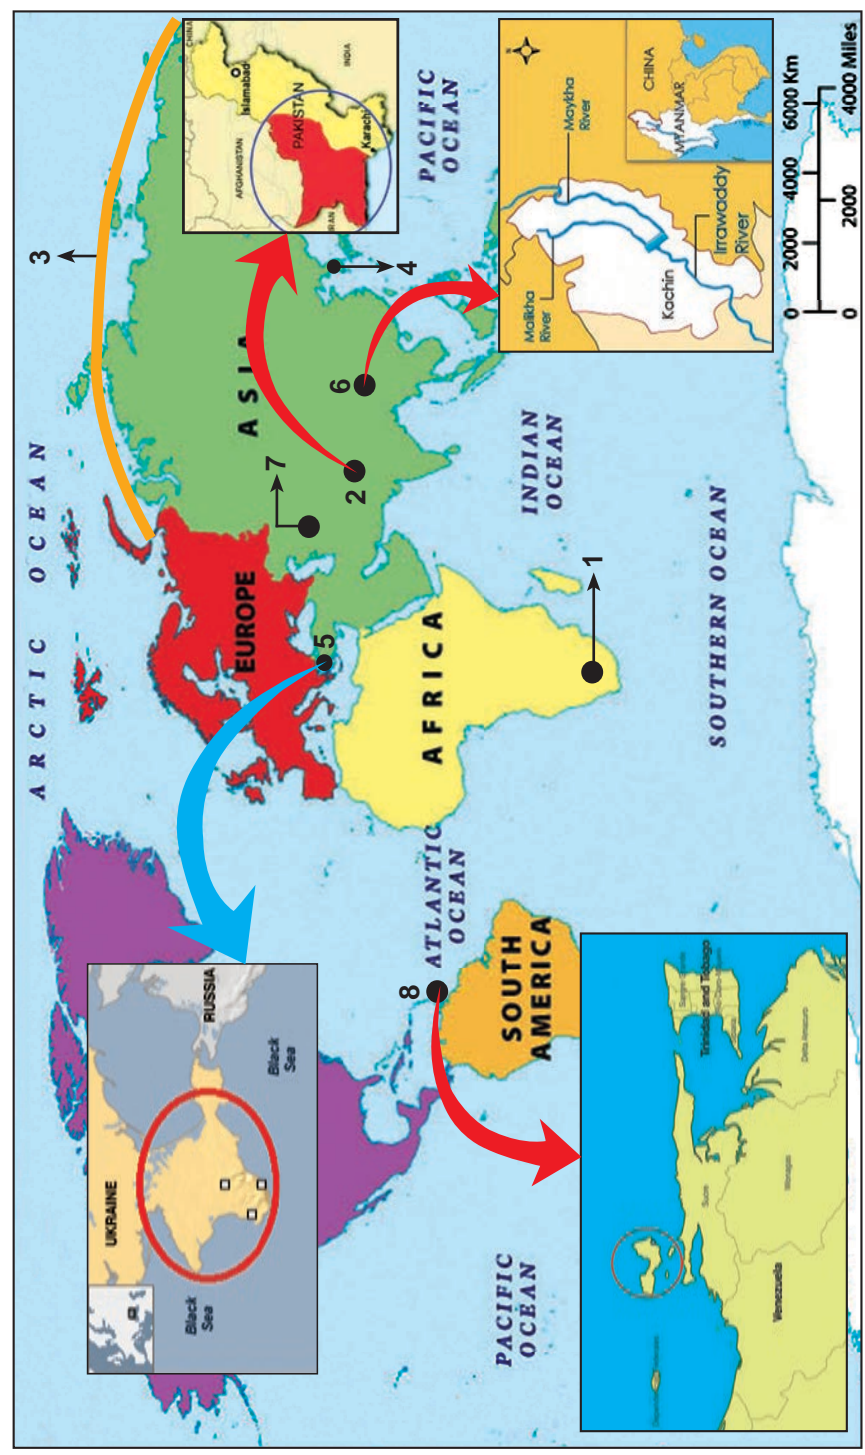 ARCTIC OCEAN
3
PACIFIC
OCEAN
ASIA
EUROPE
7
2
6
4
5
AFRICA
1
INDIAN
OCEAN
ATLANTIC
OCEAN
8
SOUTH
AMERICA
PACIFIC
OCEAN
SOUTHERN OCEAN
UKRAINE
RUSSIA
Black
Sea
Black
Sea
CHINA
Islamabad
AFGHANISTAN
PAKISTAN
INDIA
IRAN
Karachi
N
Malikha
River
Maykha
River
Kachin
Irrawaddy
River
CHINA
MYANMAR
Trinidad and Tobago
Sucre
Monagas
Delta Amacuro
Venezuela
0 2000 4000 6000 Km
0 4000 Miles